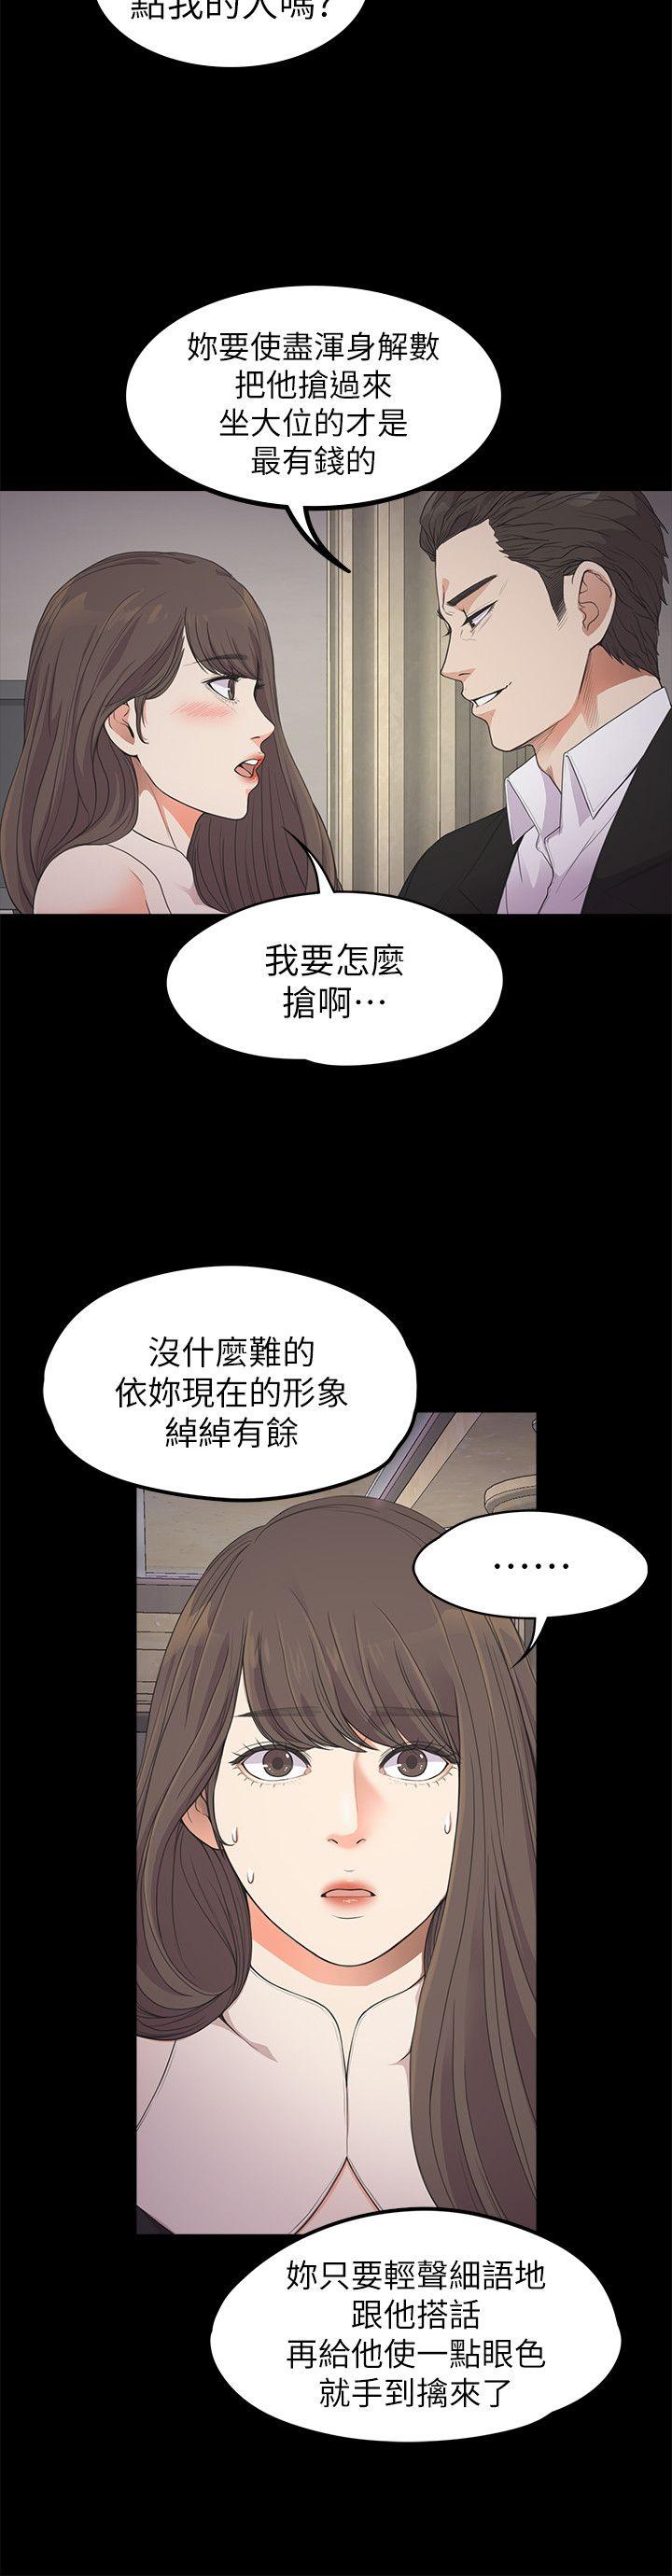 點我的人嗎?
妳要使盡渾身解數
把他搶過來
坐大位的才是
最有錢的
我要怎麼
搶啊⋯
沒什麼難的
依妳現在的形象
綽綽有餘
⋯⋯
妳只要輕聲細語地
跟他搭話
再給他使一點眼色
就手到擒來了